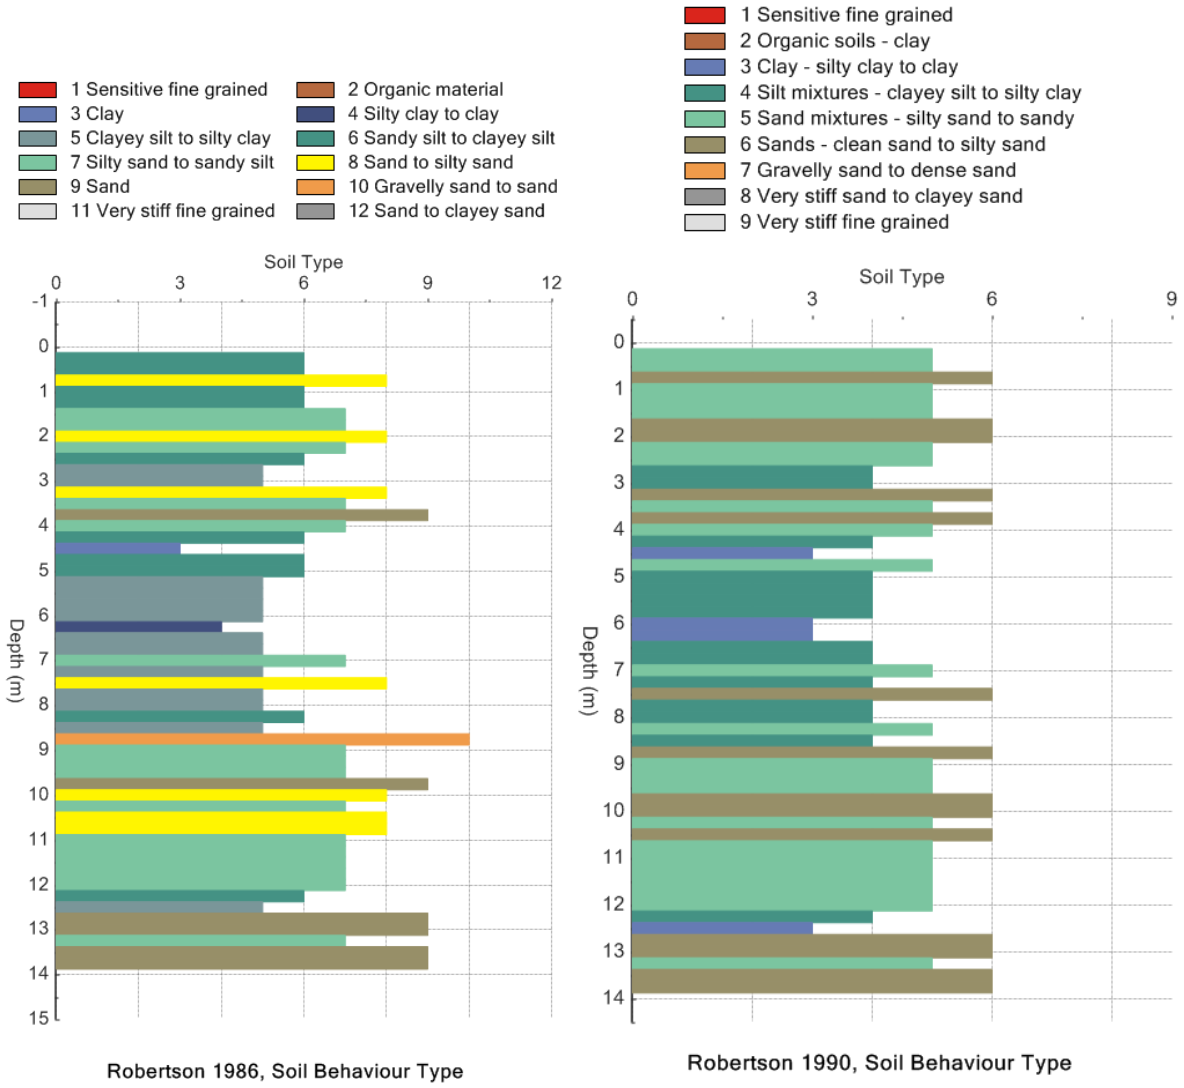 1 Sensitive fine grained
2 Organic material
3 Clay
4 Silty clay to clay
5 Clayey silt to silty clay
6 Sandy silt to clayey silt
7 Silty sand to sandy silt
8 Sand to silty sand
9 Sand
10 Gravelly sand to sand
11 Very stiff fine grained
12 Sand to clayey sand
Soil Type
0 3 6 9 12
-1
0
1
2
3
4
5
6
7
8
9
10
11
12
13
14
15
Depth (m)
Robertson 1986, Soil Behaviour Type
1 Sensitive fine grained
2 Organic soils - clay
3 Clay - silty clay to clay
4 Silt mixtures - clayey silt to silty clay
5 Sand mixtures - silty sand to sandy
6 Sands - clean sand to silty sand
7 Gravelly sand to dense sand
8 Very stiff sand to clayey sand
9 Very stiff fine grained
Soil Type
0 3 6 9
0
1
2
3
4
5
6
7
8
9
10
11
12
13
14
Depth (m)
Robertson 1990, Soil Behaviour Type